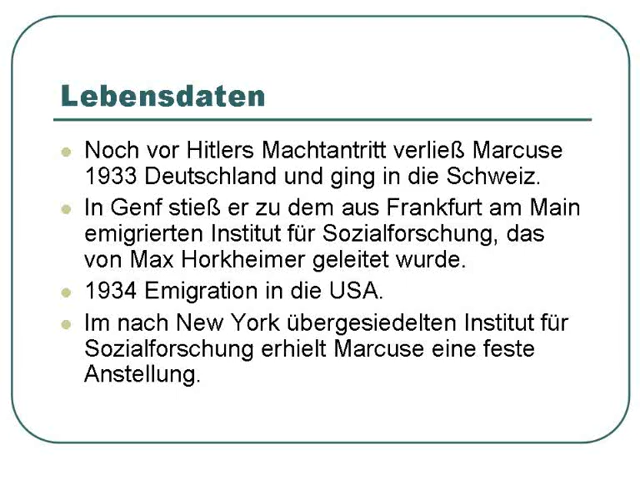 Lebensdaten
Noch vor Hitlers Machtantritt verließ Marcuse
1933 Deutschland und ging in die Schweiz.
In Genf stieß er zu dem aus Frankfurt am Main
emigrierten Institut für Sozialforschung, das
von Max Horkheimer geleitet wurde.
1934 Emigration in die USA.
Im nach New York übergesiedelten Institut für
Sozialforschung erhielt Marcuse eine feste
Anstellung.